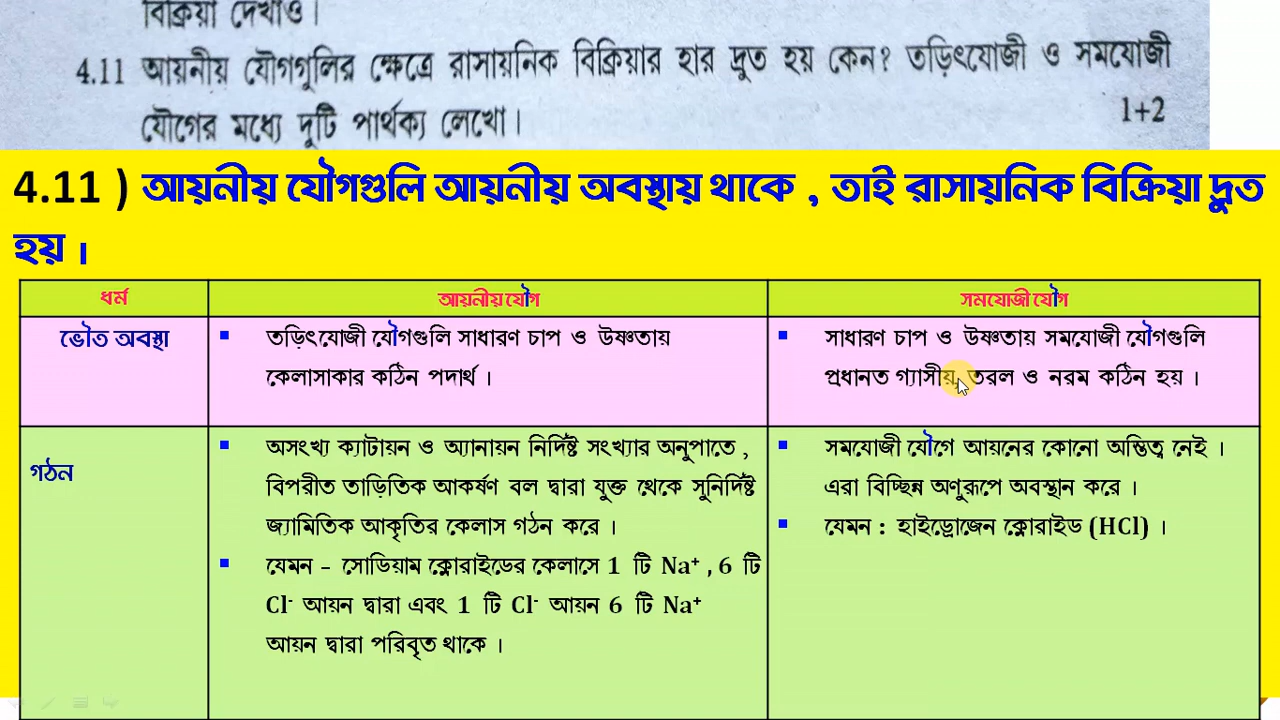 বিক্রিয়া দেখাও।
4.11 আয়নীয় যৌগগুলির ক্ষেত্রে রাসায়নিক বিক্রিয়ার হার দ্রুত হয় কেন? তড়িৎযোজী ও সমযোজী
যৌগের মধ্যে দুটি পার্থক্য লেখো।
1+2
4.11 ) আয়নীয় যৌগগুলি আয়নীয় অবস্থায় থাকে , তাই রাসায়নিক বিক্রিয়া দ্রুত
হয় ।
ধর্ম
আয়নীয় যৌগ
সমযোজী যৌগ
ভৌত অবস্থা
তড়িৎযোজী যৌগগুলি সাধারণ চাপ ও উষ্ণতায়
কেলাসাকার কঠিন পদার্থ ।
সাধারণ চাপ ও উষ্ণতায় সমযোজী যৌগগুলি
প্রধানত গ্যাসীয়, তরল ও নরম কঠিন হয় ।
গঠন
অসংখ্য ক্যাটায়ন ও অ্যানায়ন নির্দিষ্ট সংখ্যার অনুপাতে ,
বিপরীত তাড়িতিক আকর্ষণ বল দ্বারা যুক্ত থেকে সুনির্দিষ্ট
জ্যামিতিক আকৃতির কেলাস গঠন করে ।
যেমন – সোডিয়াম ক্লোরাইডের কেলাসে 1 টি Na⁺ , 6 টি
Cl⁻ আয়ন দ্বারা এবং 1 টি Cl⁻ আয়ন 6 টি Na⁺
আয়ন দ্বারা পরিবৃত থাকে ।
সমযোজী যৌগে আয়নের কোনো অস্তিত্ব নেই ।
এরা বিচ্ছিন্ন অণুরূপে অবস্থান করে ।
যেমন : হাইড্রোজেন ক্লোরাইড (HCl) ।